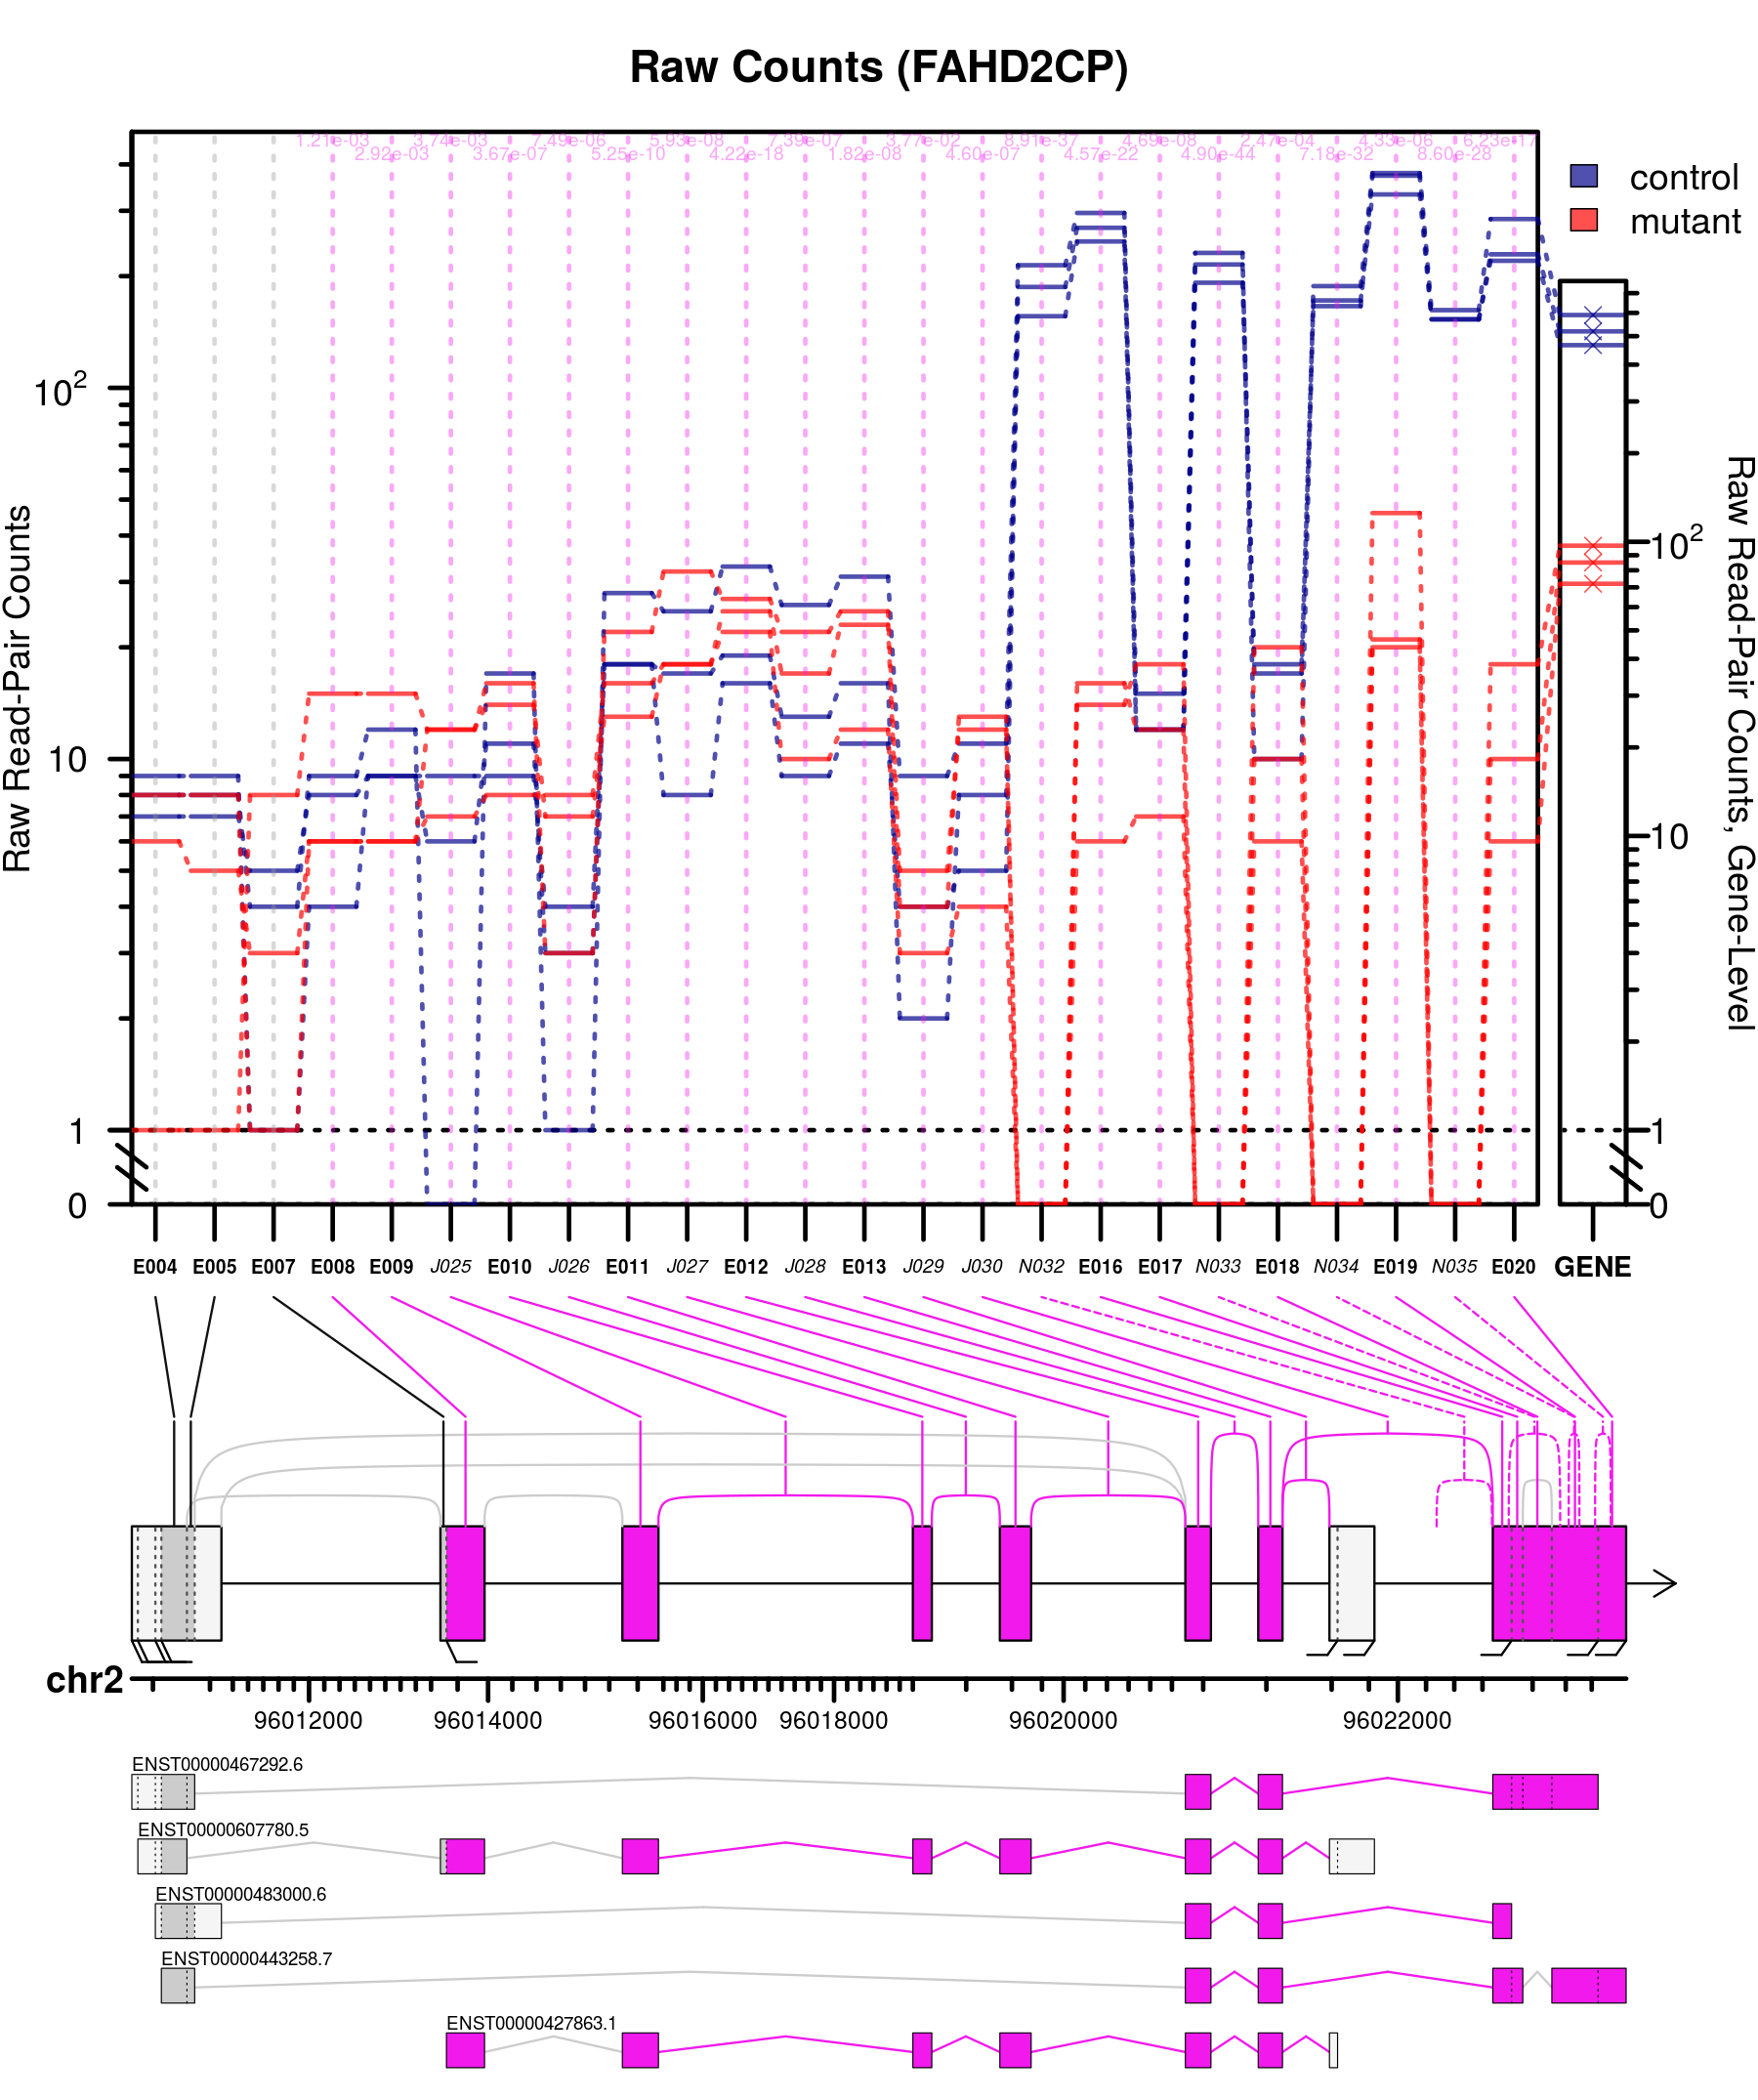 Raw Counts (FAHD2CP)
1.21e-03 3.74e-03 7.49e-06 5.93e-08 7.39e-07 3.77e-02 8.91e-37 4.69e-08 2.47e-04 4.33e-06 6.23e-17
2.92e-03 3.67e-07 5.25e-10 4.22e-18 1.82e-08 4.60e-07 4.57e-22 4.90e-44 7.18e-32 8.60e-28
control
mutant
Raw Read-Pair Counts
10²
10
1
0
Raw Read-Pair Counts, Gene-Level
10²
10
1
0
E004 E005 E007 E008 E009 J025 E010 J026 E011 J027 E012 J028 E013 J029 J030 N032 E016 E017 N033 E018 N034 E019 N035 E020 GENE
chr2
96012000 96014000 96016000 96018000 96020000 96022000
ENST00000467292.6
ENST00000607780.5
ENST00000483000.6
ENST00000443258.7
ENST00000427863.1